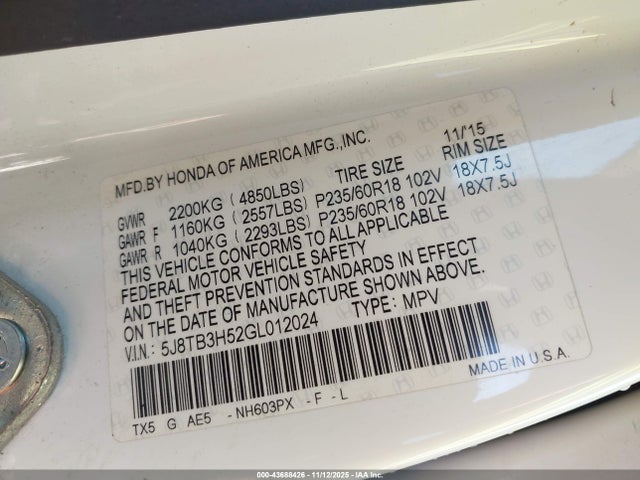 MFD.BY HONDA OF AMERICA MFG.,INC. 11/'15
TIRE SIZE RIM SIZE
GVWR 2200KG (4850LBS)
GAWR F 1160KG (2557LBS) P235/60R18 102V 18X7.5J
GAWR R 1040KG (2293LBS) P235/60R18 102V 18X7.5J
THIS VEHICLE CONFORMS TO ALL APPLICABLE
FEDERAL MOTOR VEHICLE SAFETY
AND THEFT PREVENTION STANDARDS IN EFFECT
ON THE DATE OF MANUFACTURE SHOWN ABOVE.
V.I.N.: 5J8TB3H52GL012024 TYPE: MPV
TX5 G AE5 -NH603PX -F -L MADE IN U.S.A.
000-43688426 - 11/12/2025 - IAAI.COM